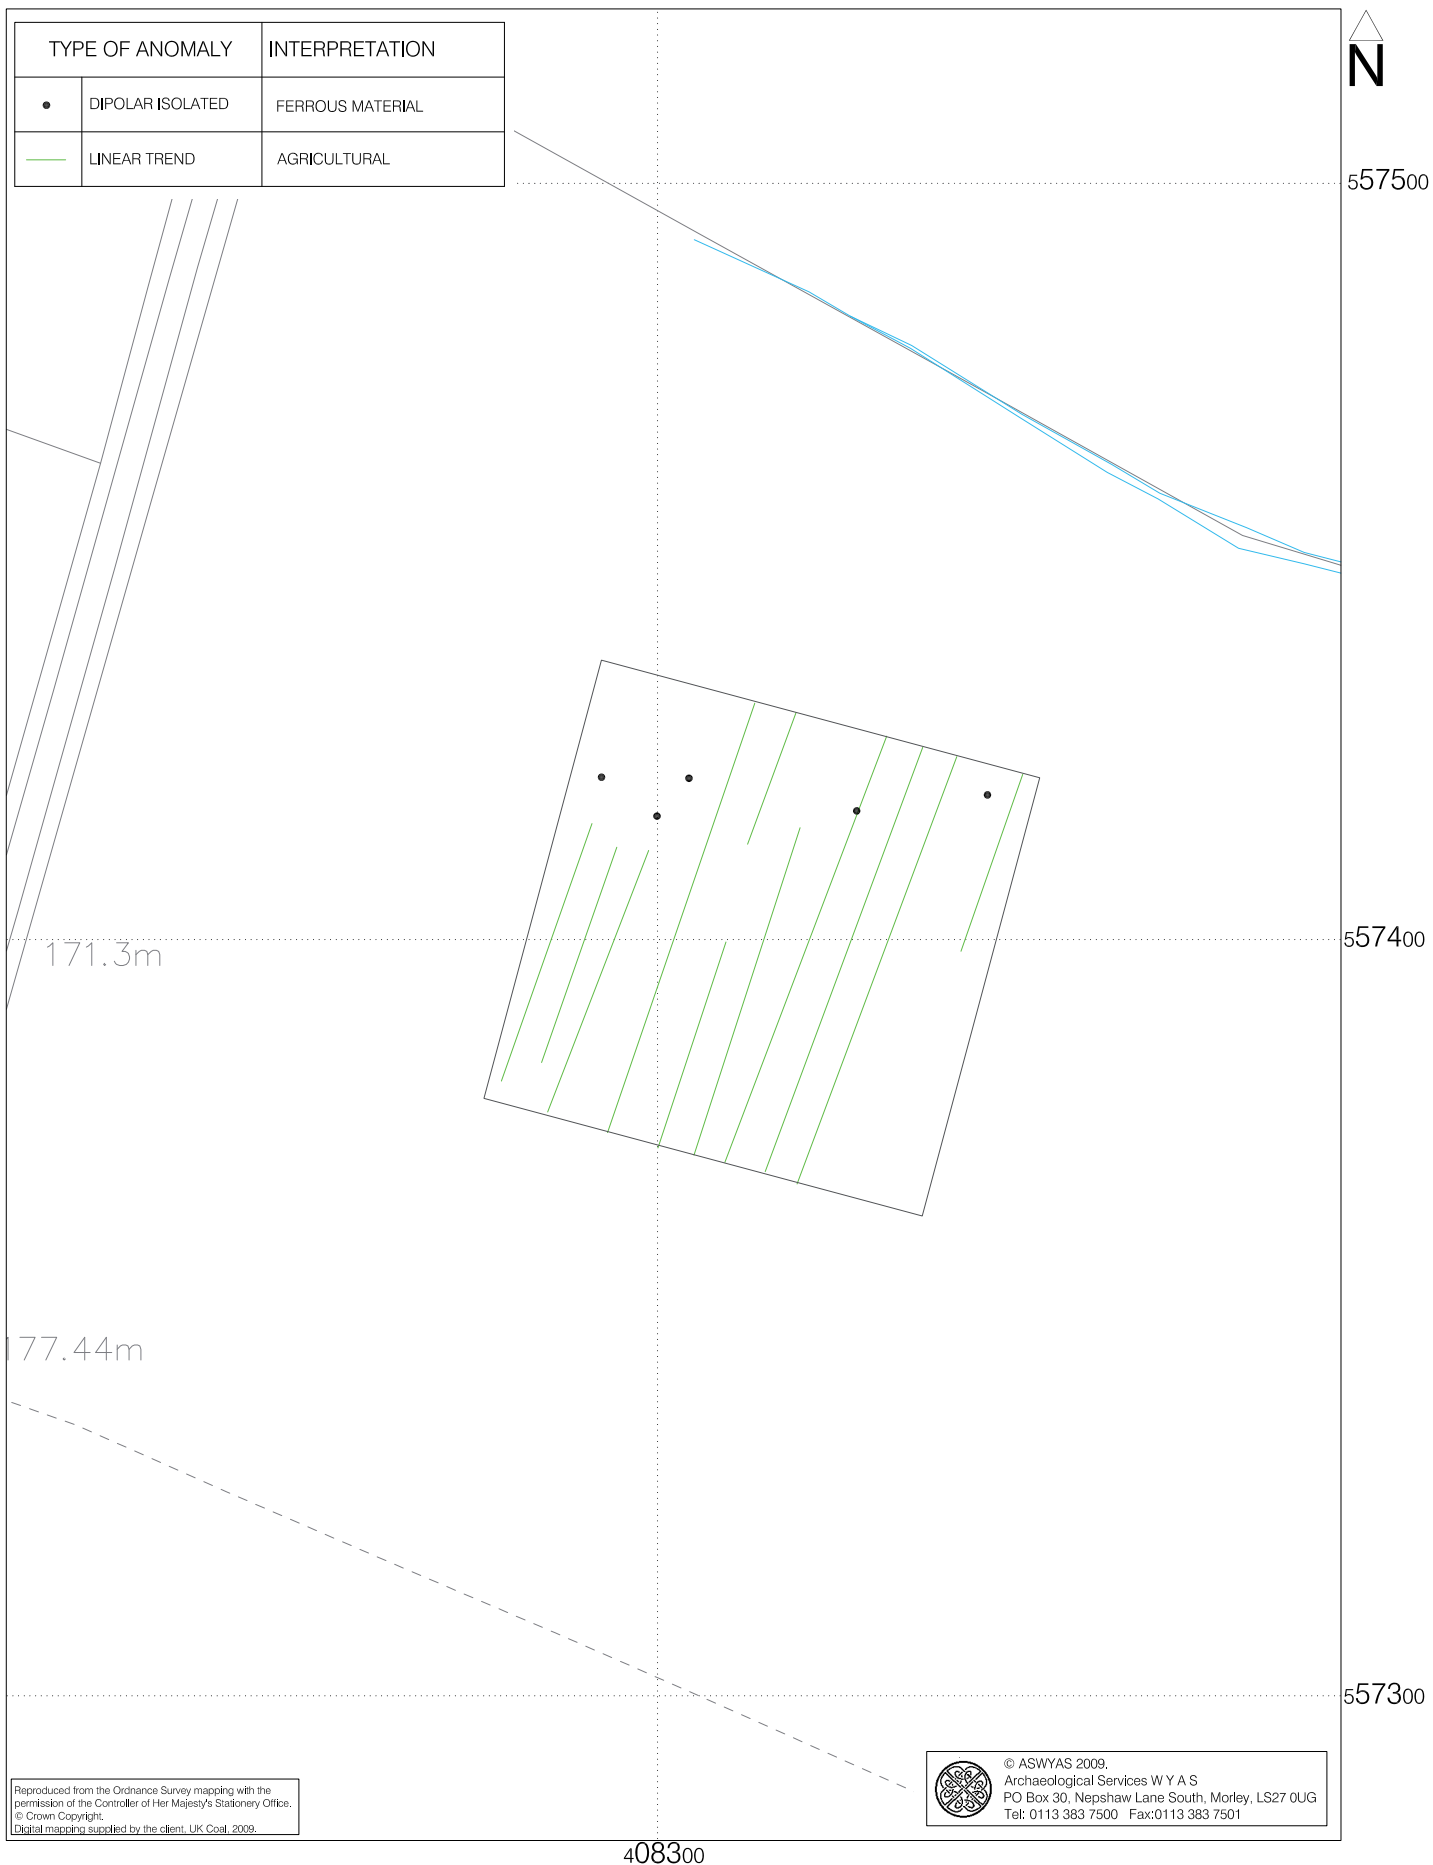 TYPE OF ANOMALY INTERPRETATION
DIPOLAR ISOLATED FERROUS MATERIAL
LINEAR TREND AGRICULTURAL
N
557500
171.3m
557400
177.44m
557300
Reproduced from the Ordnance Survey mapping with the
permission of the Controller of Her Majesty's Stationery Office.
© Crown Copyright.
Digital mapping supplied by the client, UK Coal, 2009.
© ASWYAS 2009.
Archaeological Services W Y A S
PO Box 30, Nepshaw Lane South, Morley, LS27 0UG
Tel: 0113 383 7500 Fax:0113 383 7501
408300